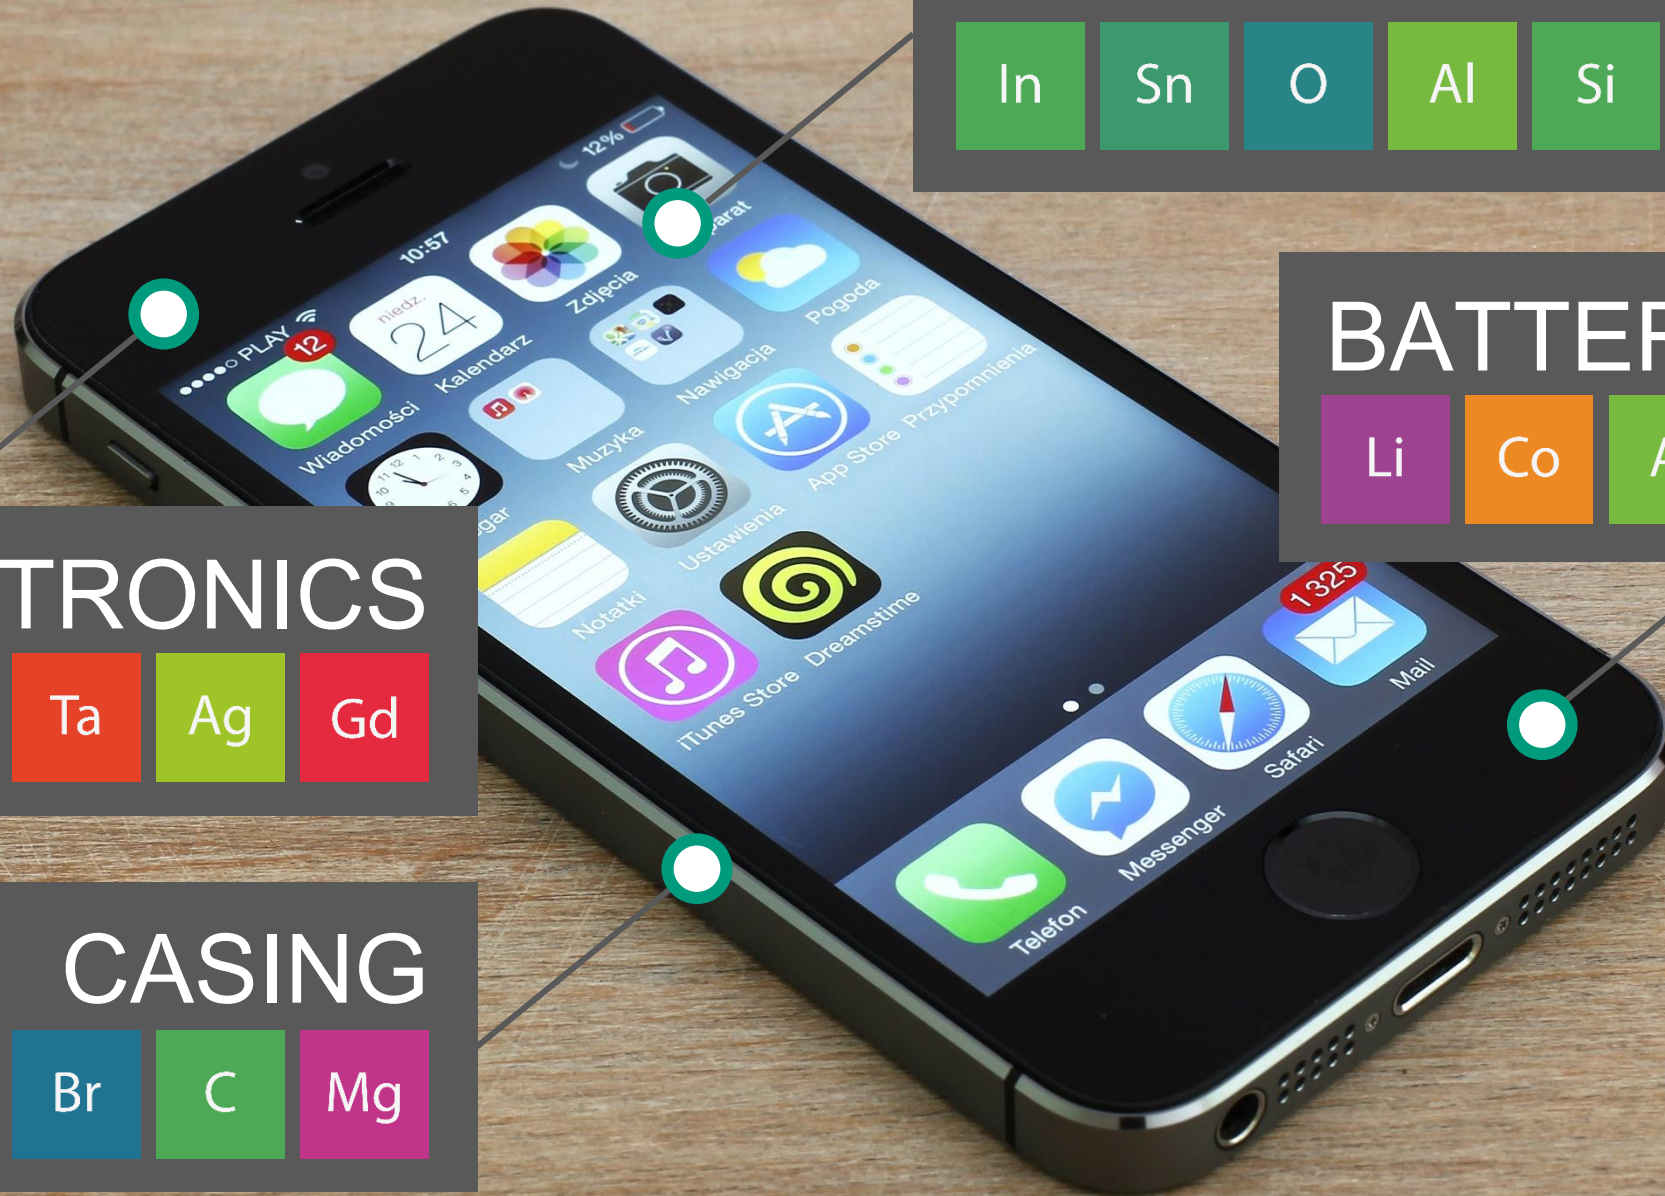 In Sn O Al Si
12%
10:57
PLAY
12
niedz.
24
Wiadomości
Kalendarz
Zdjęcia
arat
Muzyka
Nawigacja
Pogoda
gar
Notatki
Ustawienia
App Store
Przypomnienia
iTunes Store
Dreamstime
1 325
Telefon
Messenger
Safari
Mail
BATTER
Li Co A
TRONICS
Ta Ag Gd
CASING
Br C Mg